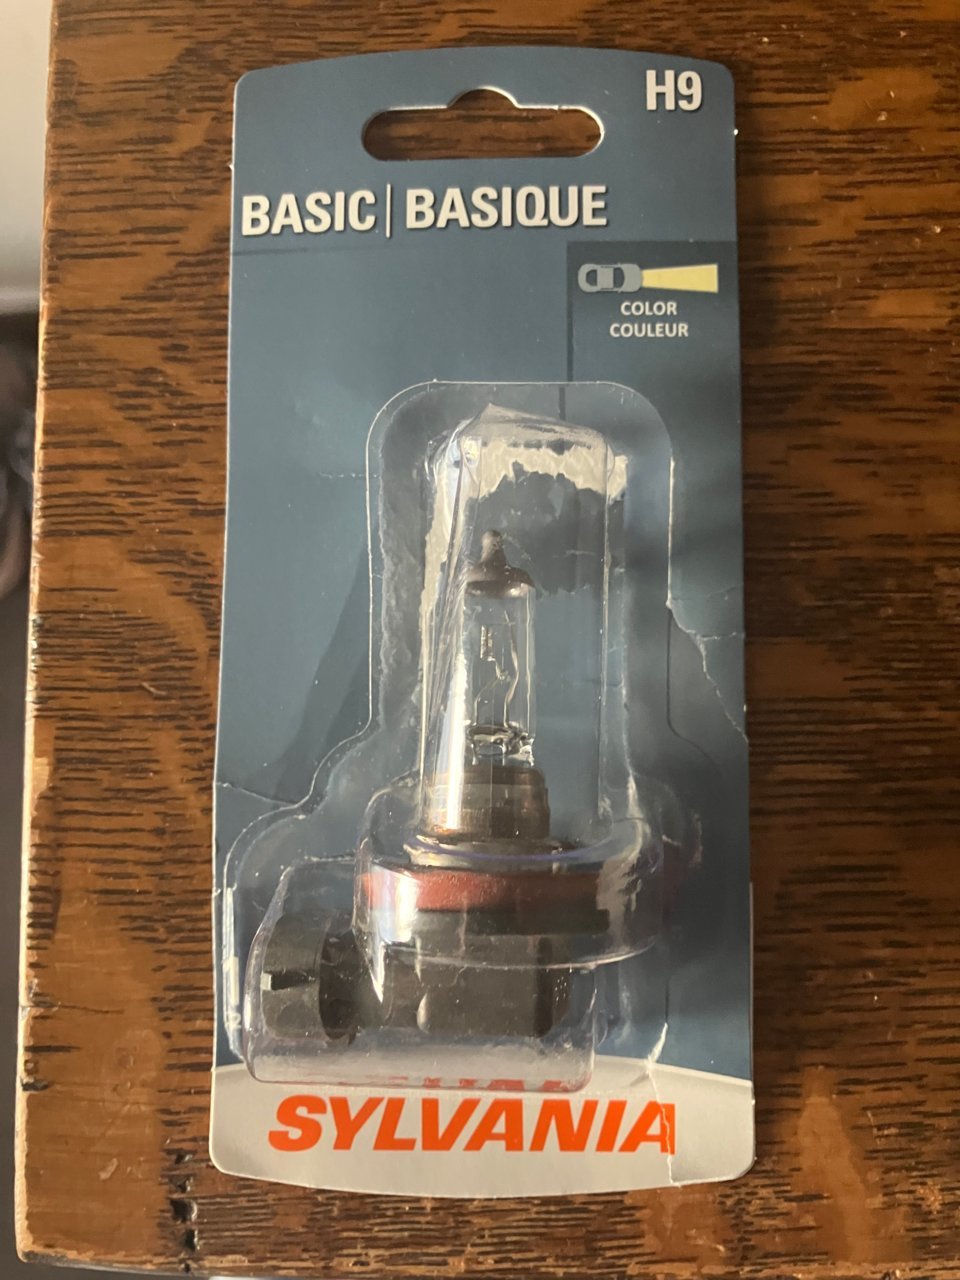 H9
BASIC | BASIQUE
COLOR
COULEUR
SYLVANIA